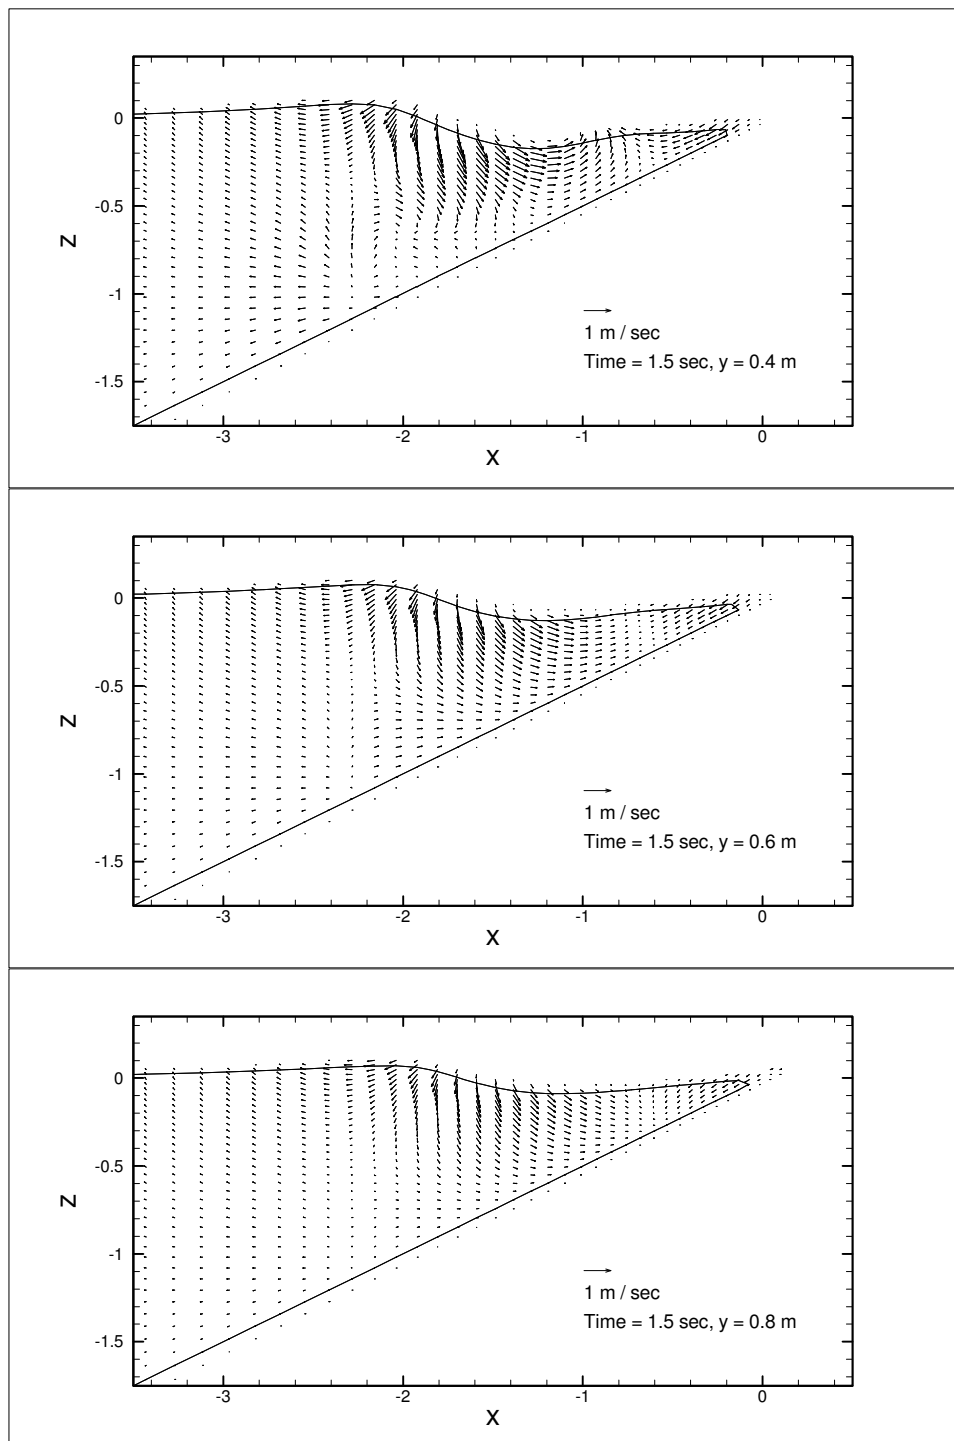 0
-0.5
-1
-1.5
Z
1 m / sec
Time = 1.5 sec, y = 0.4 m
-3 -2 -1 0
X
0
-0.5
-1
-1.5
Z
1 m / sec
Time = 1.5 sec, y = 0.6 m
-3 -2 -1 0
X
0
-0.5
-1
-1.5
Z
1 m / sec
Time = 1.5 sec, y = 0.8 m
-3 -2 -1 0
X